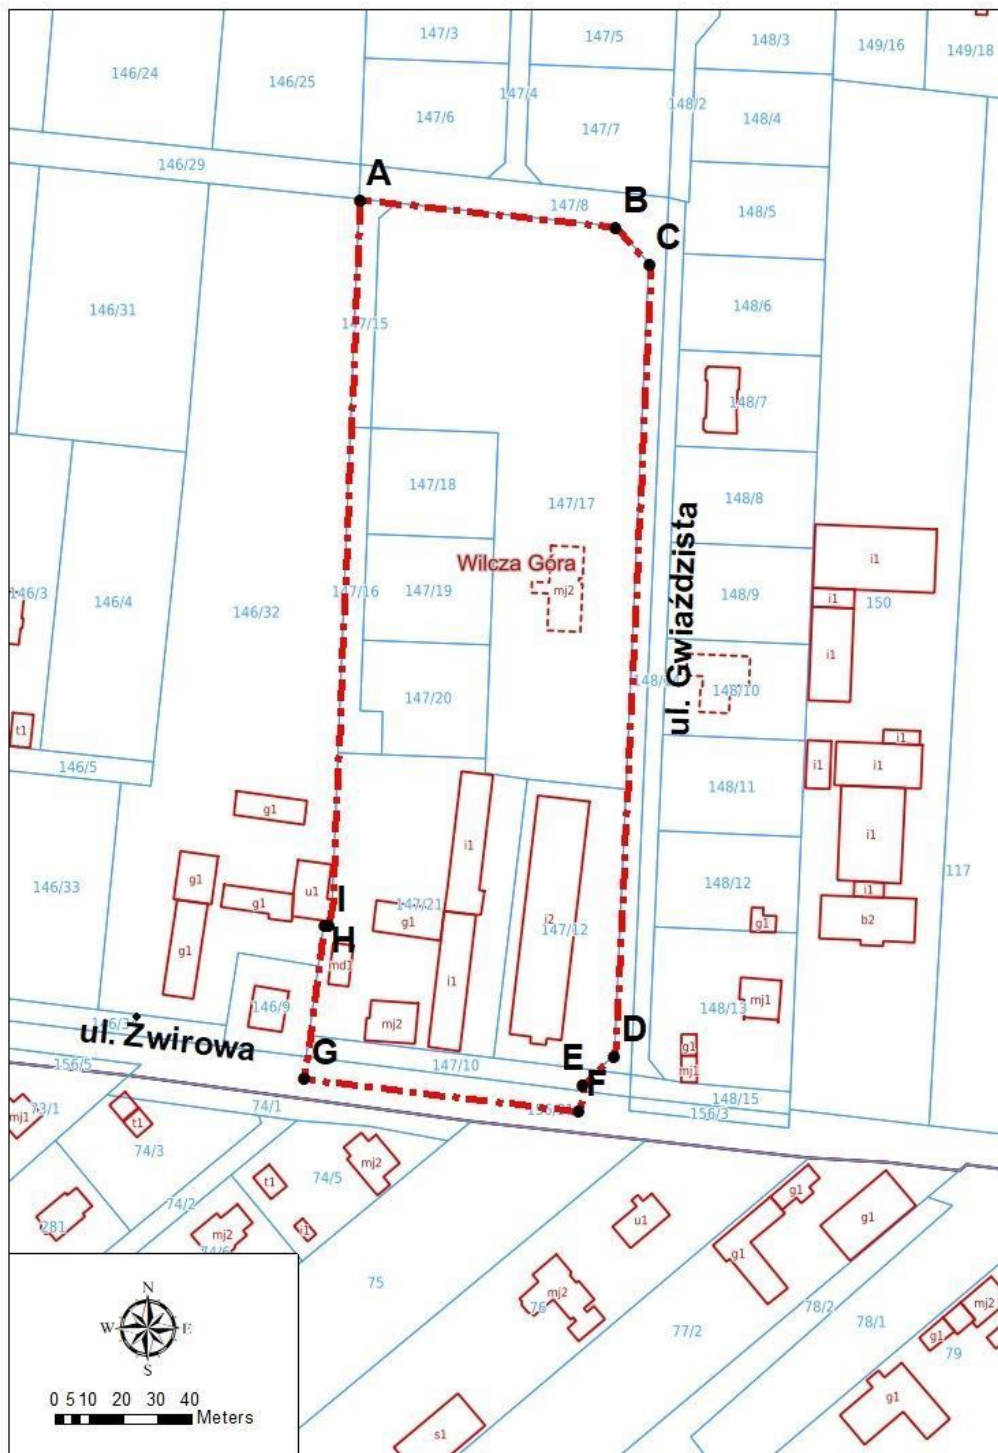 147/3
147/5
148/3
149/16
149/18
146/24
146/25
147/4
148/2
147/6
147/7
148/4
146/29
A
147/8
B
148/5
C
146/31
147/15
148/6
148/7
147/18
147/17
148/8
Wilcza Góra
i1
146/3
146/4
146/32
147/16
147/19
mj2
148/9
i1
150
ul. Gwiaździsta
i1
148/10
147/20
t1
i1
146/5
i1
i1
g1
148/11
i1
i1
g1
146/33
u1
148/12
117
g1
I
147/21
g1
i2
147/12
i1
b2
g1
H
g1
md1
i1
146/9
mj2
148/13
mj1
ul. Żwirowa
D
g1
G
147/10
E
mj1
156/5
F
148/15
74/1
156/3
73/1
mj1
t1
74/3
mj2
t1
74/5
74/2
g1
281
mj2
i1
u1
g1
g1
75
mj2
76
78/2
78/1
mj2
77/2
g1
79
N
W
E
S
g1
0 5 10 20 30 40
Meters
s1